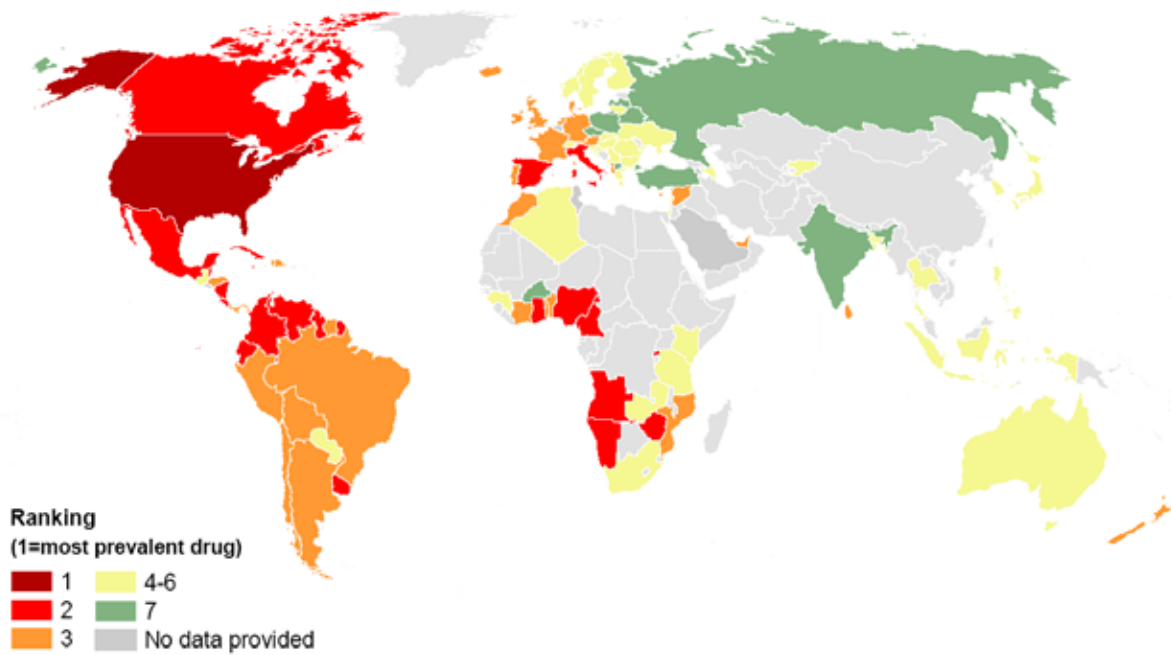 Ranking
(1=most prevalent drug)
1
4-6
2
7
3
No data provided